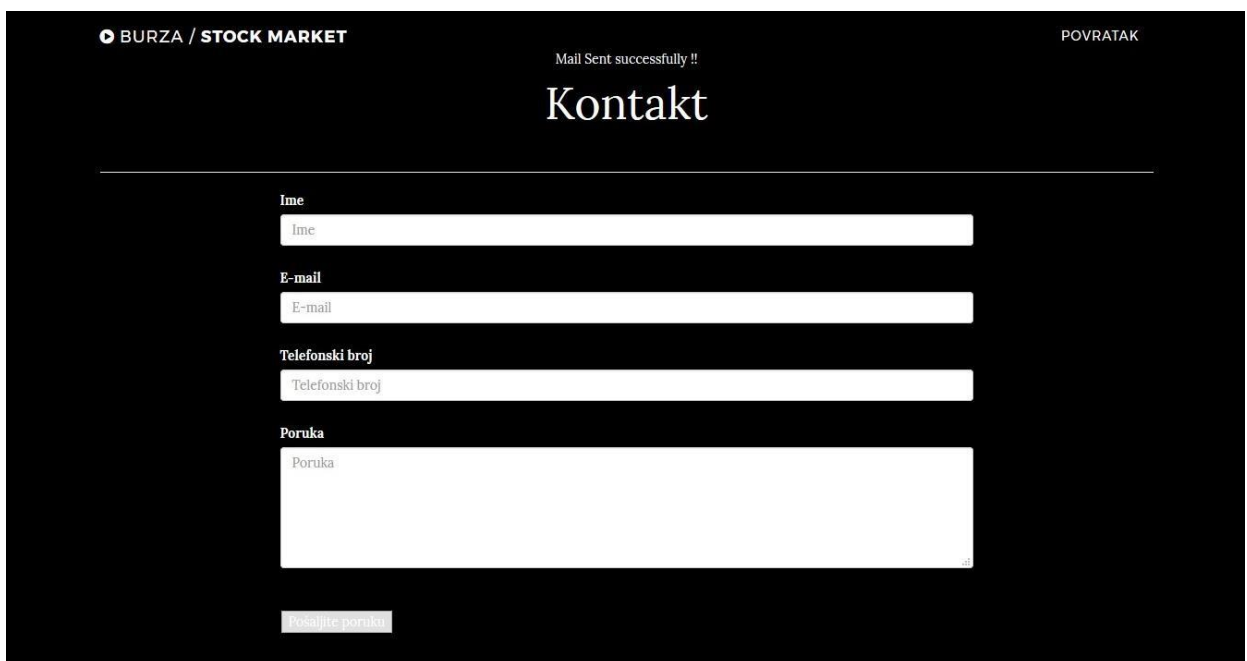 BURZA / STOCK MARKET
POVRATAK
Mail Sent successfully !!
Kontakt
Ime
Ime
E-mail
E-mail
Telefonski broj
Telefonski broj
Poruka
Poruka
Pošaljite poruku